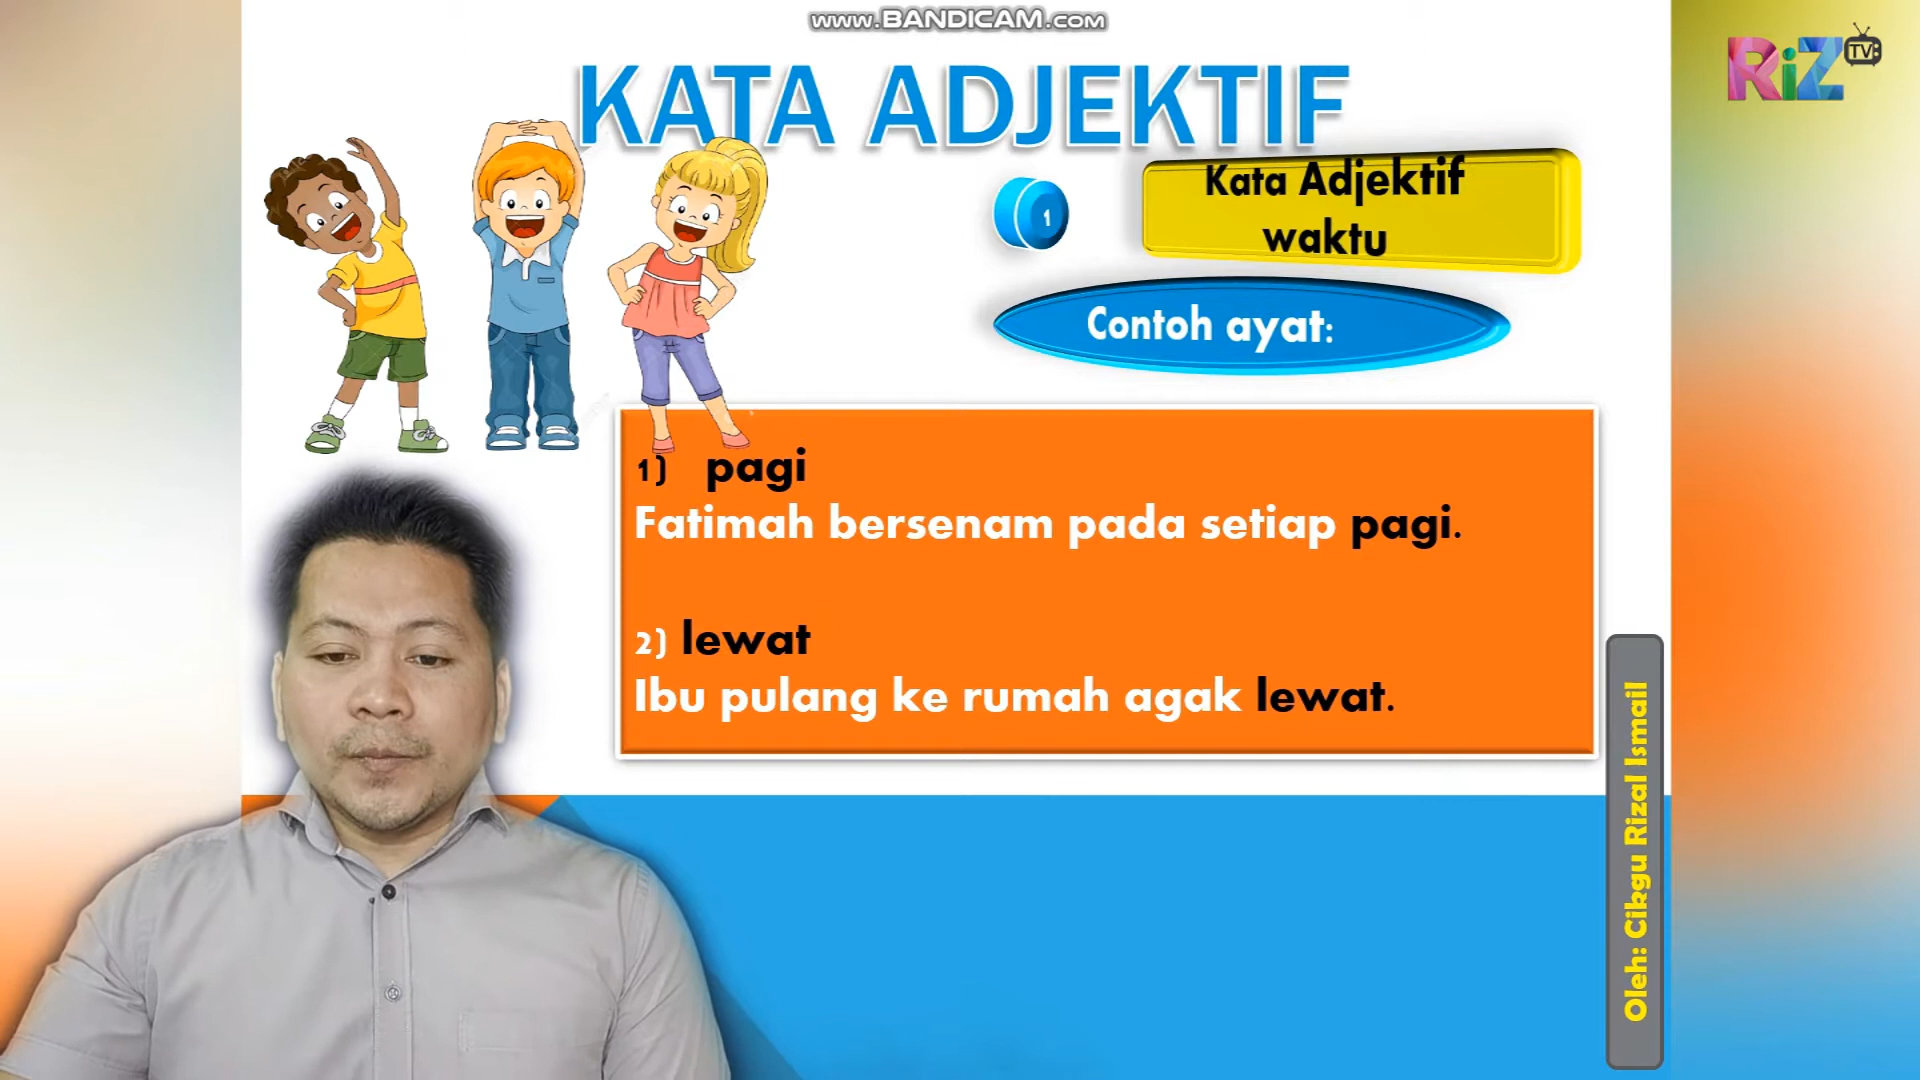 www.BANDICAM.com
RiZ TV
KATA ADJEKTIF
1
Kata Adjektif
waktu
Contoh ayat:
1) pagi
Fatimah bersenam pada setiap pagi.
2) lewat
Ibu pulang ke rumah agak lewat.
Oleh: Cikgu Rizal Ismail